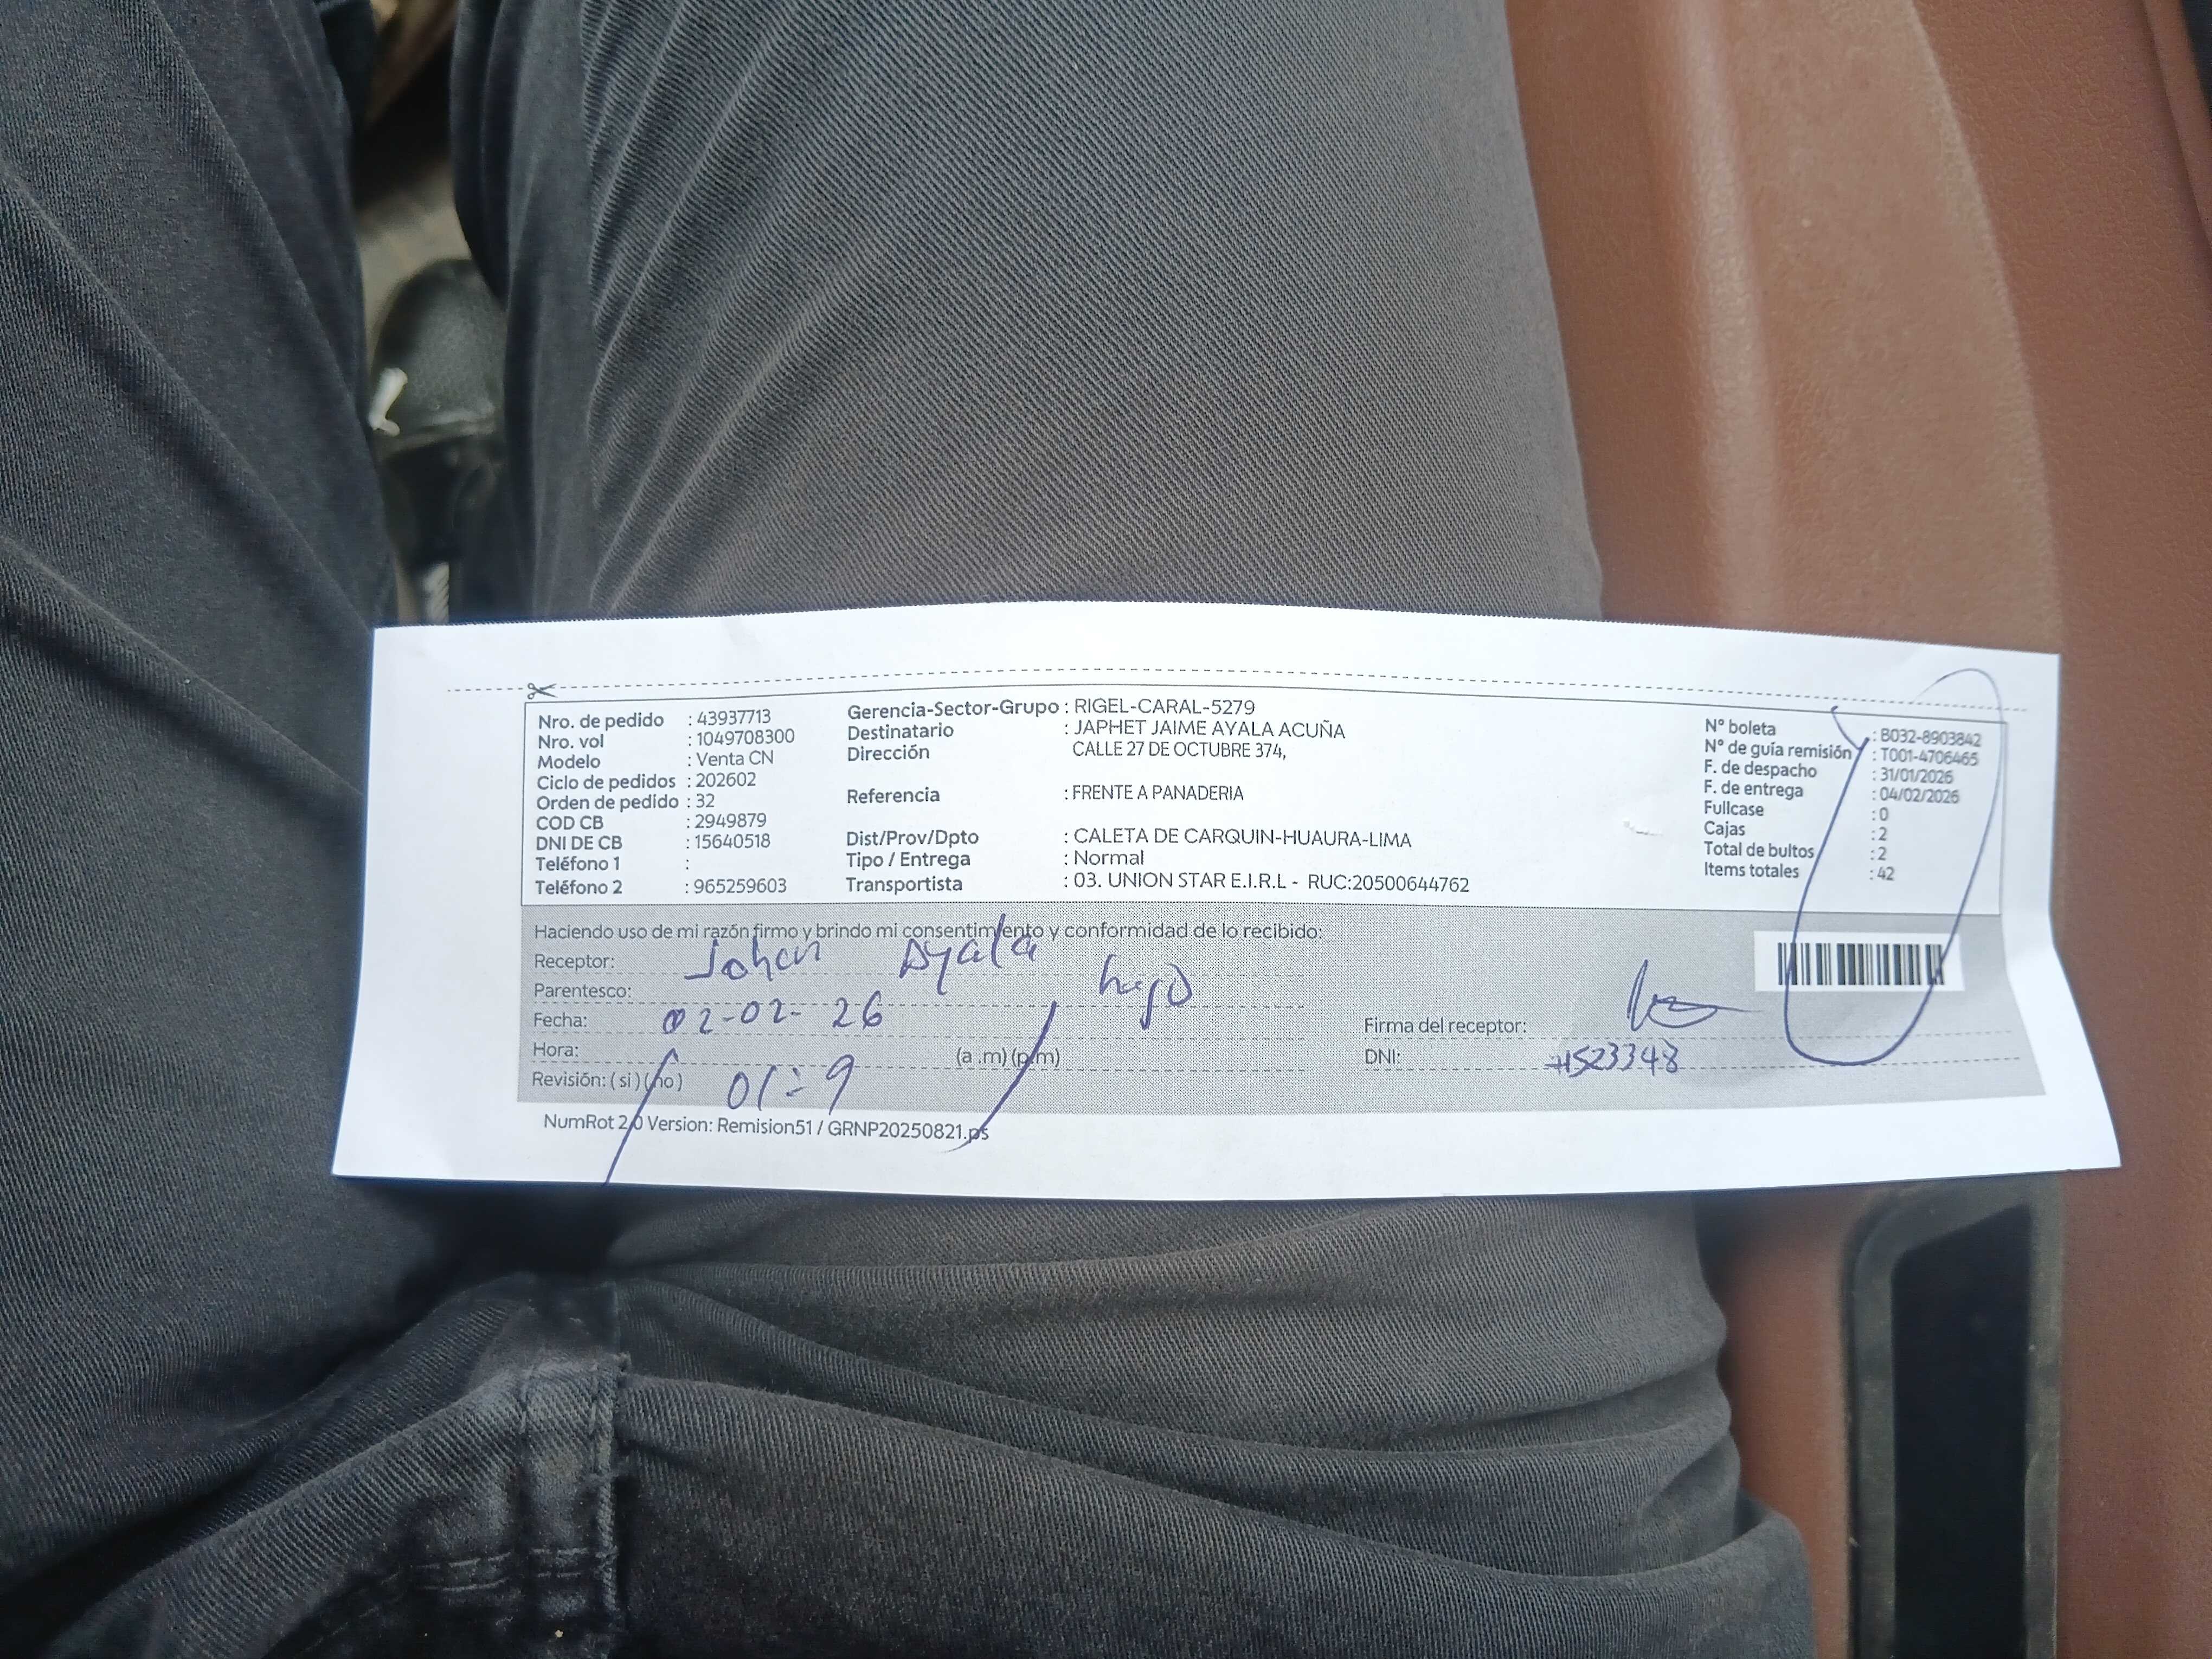 Nro. de pedido : 43937713
Nro. vol : 1049708300
Modelo : Venta CN
Ciclo de pedidos : 202602
Orden de pedido : 32
COD CB : 2949879
DNI DE CB : 15640518
Teléfono 1 :
Teléfono 2 : 965259603
Gerencia-Sector-Grupo : RIGEL-CARAL-5279
Destinatario : JAPHET JAIME AYALA ACUÑA
Dirección CALLE 27 DE OCTUBRE 374,
Referencia : FRENTE A PANADERIA
Dist/Prov/Dpto : CALETA DE CARQUIN-HUAURA-LIMA
Tipo / Entrega : Normal
Transportista : 03. UNION STAR E.I.R.L - RUC:20500644762
N° boleta : B032-8903842
N° de guía remisión : T001-4706465
F. de despacho : 31/01/2026
F. de entrega : 04/02/2026
Fullcase : 0
Cajas : 2
Total de bultos : 2
Items totales : 42
Haciendo uso de mi razón firmo y brindo mi consentimiento y conformidad de lo recibido:
Receptor: Johan Ayala
Parentesco: hijo
Fecha: 02-02-26
Hora: (a .m) (p.m)
Revisión: ( si ) ( no ) 01:9
Firma del receptor:
DNI: 1523348
NumRot 2.0 Version: Remision51 / GRNP20250821.ps